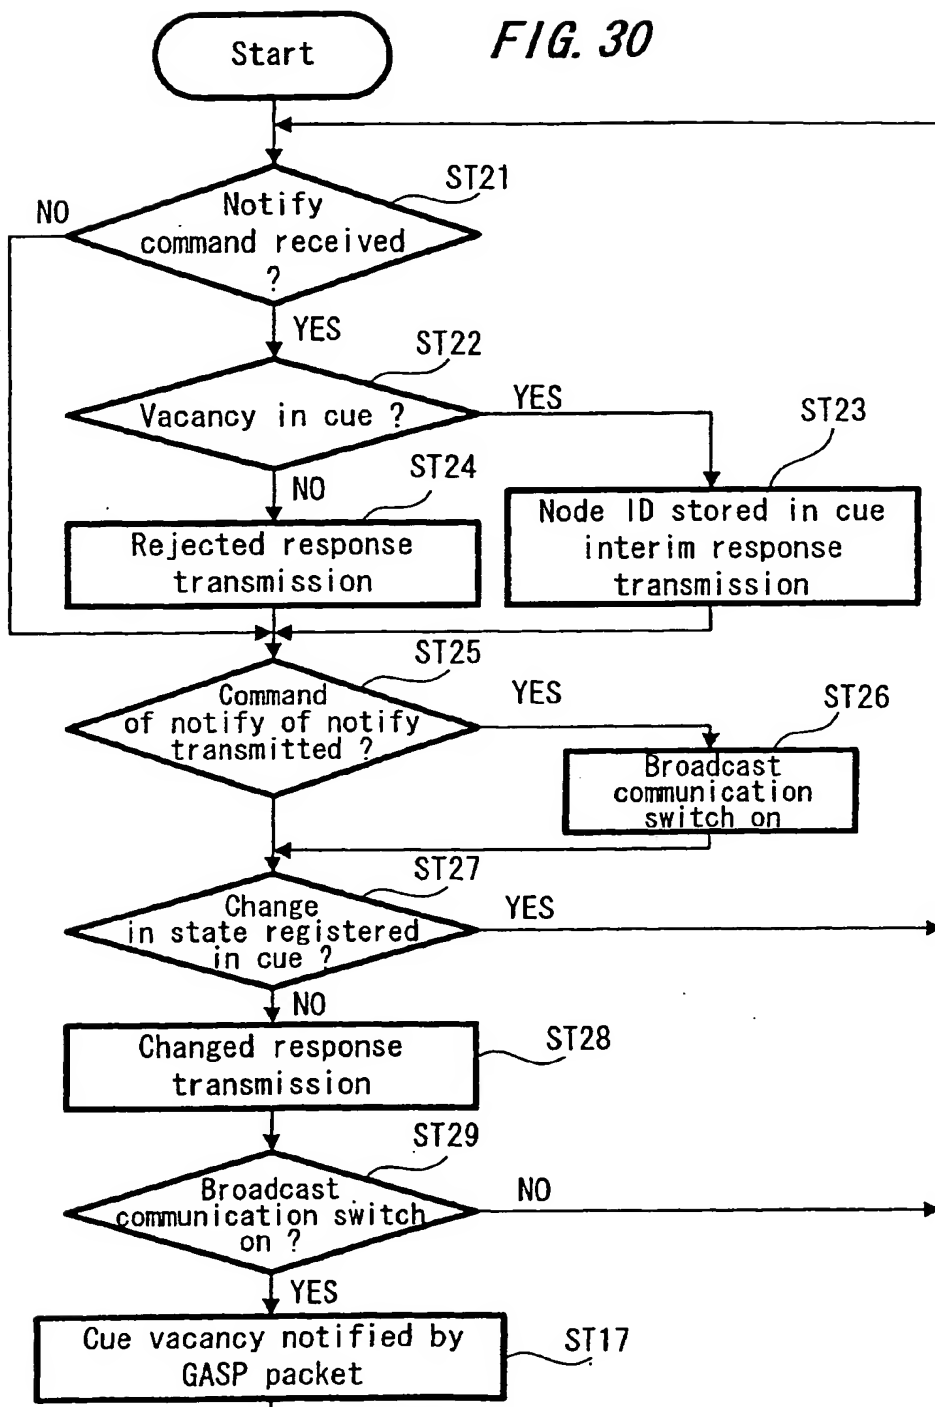 FIG. 30
Start
ST21
NO
Notify
command received
?
YES
ST22
Vacancy in cue ?
YES
ST23
ST24
NO
Node ID stored in cue
interim response
transmission
Rejected response
transmission
ST25
Command
of notify of notify
transmitted ?
YES
ST26
Broadcast
communication
switch on
ST27
Change
in state registered
in cue ?
YES
NO
Changed response
transmission
ST28
ST29
Broadcast
communication switch
on ?
NO
YES
Cue vacancy notified by
GASP packet
ST17